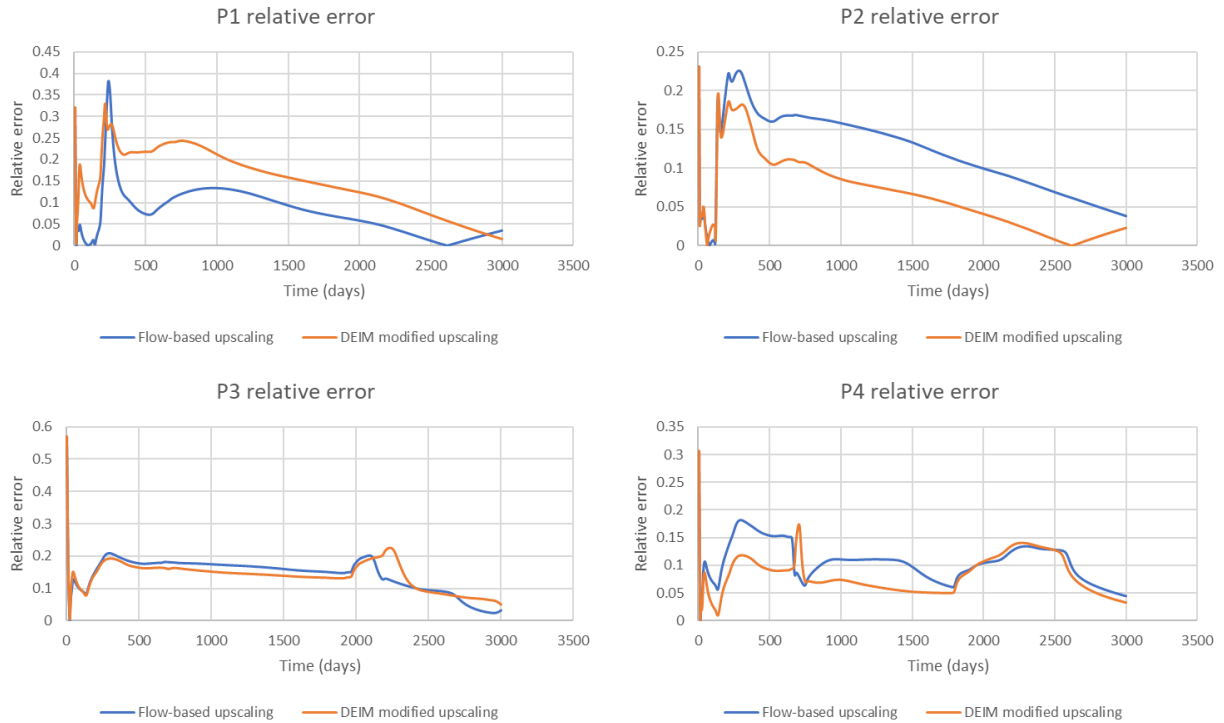 P1 relative error
0.45
0.4
0.35
0.3
0.25
0.2
0.15
0.1
0.05
0
Relative error
0 500 1000 1500 2000 2500 3000 3500
Time (days)
Flow-based upscaling DEIM modified upscaling
P2 relative error
0.25
0.2
0.15
0.1
0.05
0
Relative error
0 500 1000 1500 2000 2500 3000 3500
Time (days)
Flow-based upscaling DEIM modified upscaling
P3 relative error
0.6
0.5
0.4
0.3
0.2
0.1
0
Relative error
0 500 1000 1500 2000 2500 3000 3500
Time (days)
Flow-based upscaling DEIM modified upscaling
P4 relative error
0.35
0.3
0.25
0.2
0.15
0.1
0.05
0
Relative error
0 500 1000 1500 2000 2500 3000 3500
Time (days)
Flow-based upscaling DEIM modified upscaling